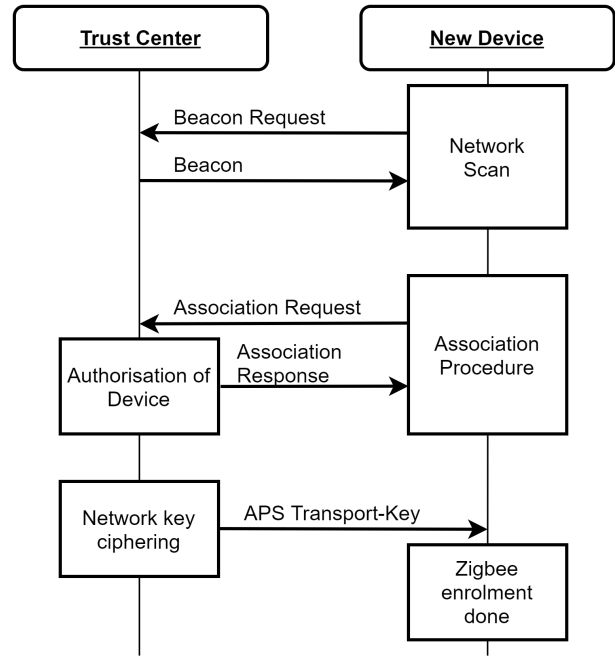 Trust Center
New Device
Beacon Request
Beacon
Network
Scan
Association Request
Authorisation of
Device
Association
Response
Association
Procedure
Network key
ciphering
APS Transport-Key
Zigbee
enrolment
done